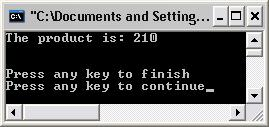 "C:\Documents and Setting...
The product is: 210
Press any key to finish
Press any key to continue_